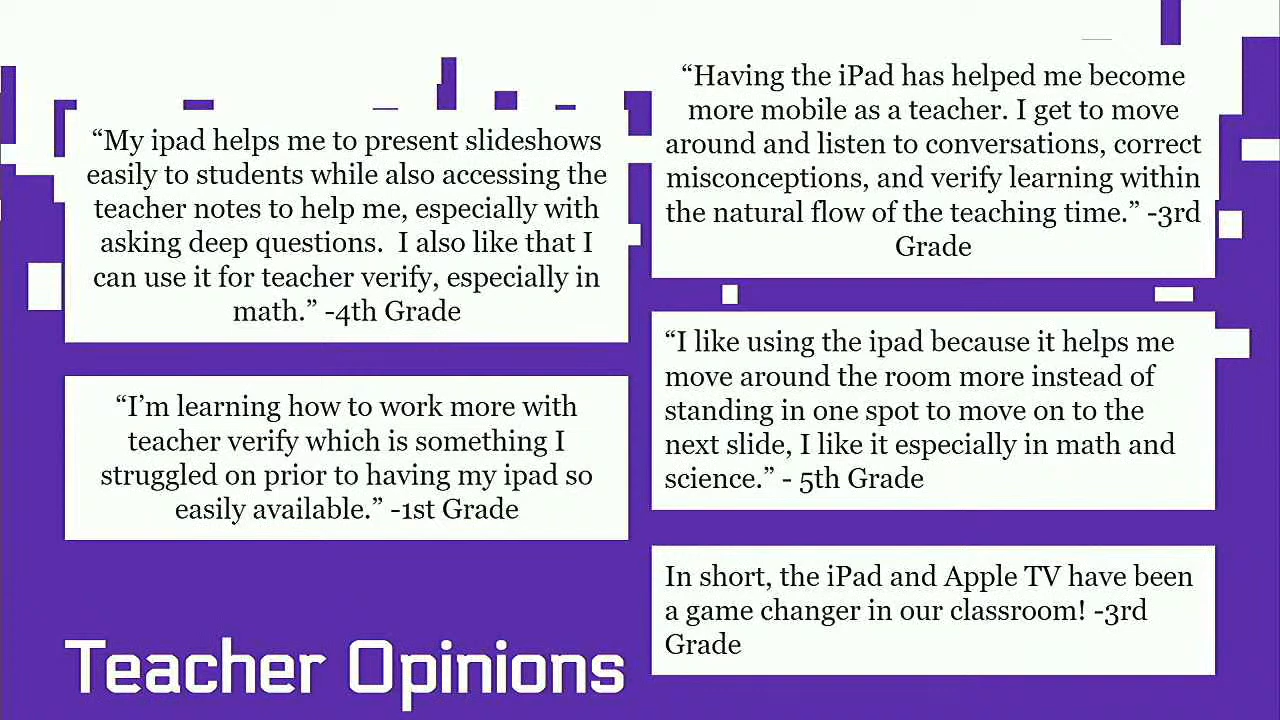 “My ipad helps me to present slideshows
easily to students while also accessing the
teacher notes to help me, especially with
asking deep questions.  I also like that I
can use it for teacher verify, especially in
math.” -4th Grade
“I’m learning how to work more with
teacher verify which is something I
struggled on prior to having my ipad so
easily available.” -1st Grade
Teacher Opinions
“Having the iPad has helped me become
more mobile as a teacher. I get to move
around and listen to conversations, correct
misconceptions, and verify learning within
the natural flow of the teaching time.” -3rd
Grade
“I like using the ipad because it helps me
move around the room more instead of
standing in one spot to move on to the
next slide, I like it especially in math and
science.” - 5th Grade
In short, the iPad and Apple TV have been
a game changer in our classroom! -3rd
Grade